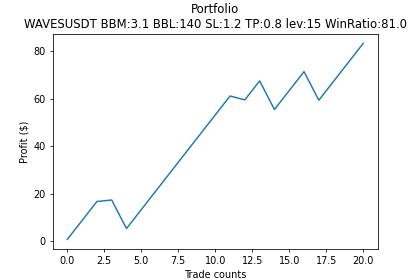 Portfolio
WAVESUSDT BBM:3.1 BBL:140 SL:1.2 TP:0.8 lev:15 WinRatio:81.0
80
60
40
20
0
Profit ($)
0.0 2.5 5.0 7.5 10.0 12.5 15.0 17.5 20.0
Trade counts